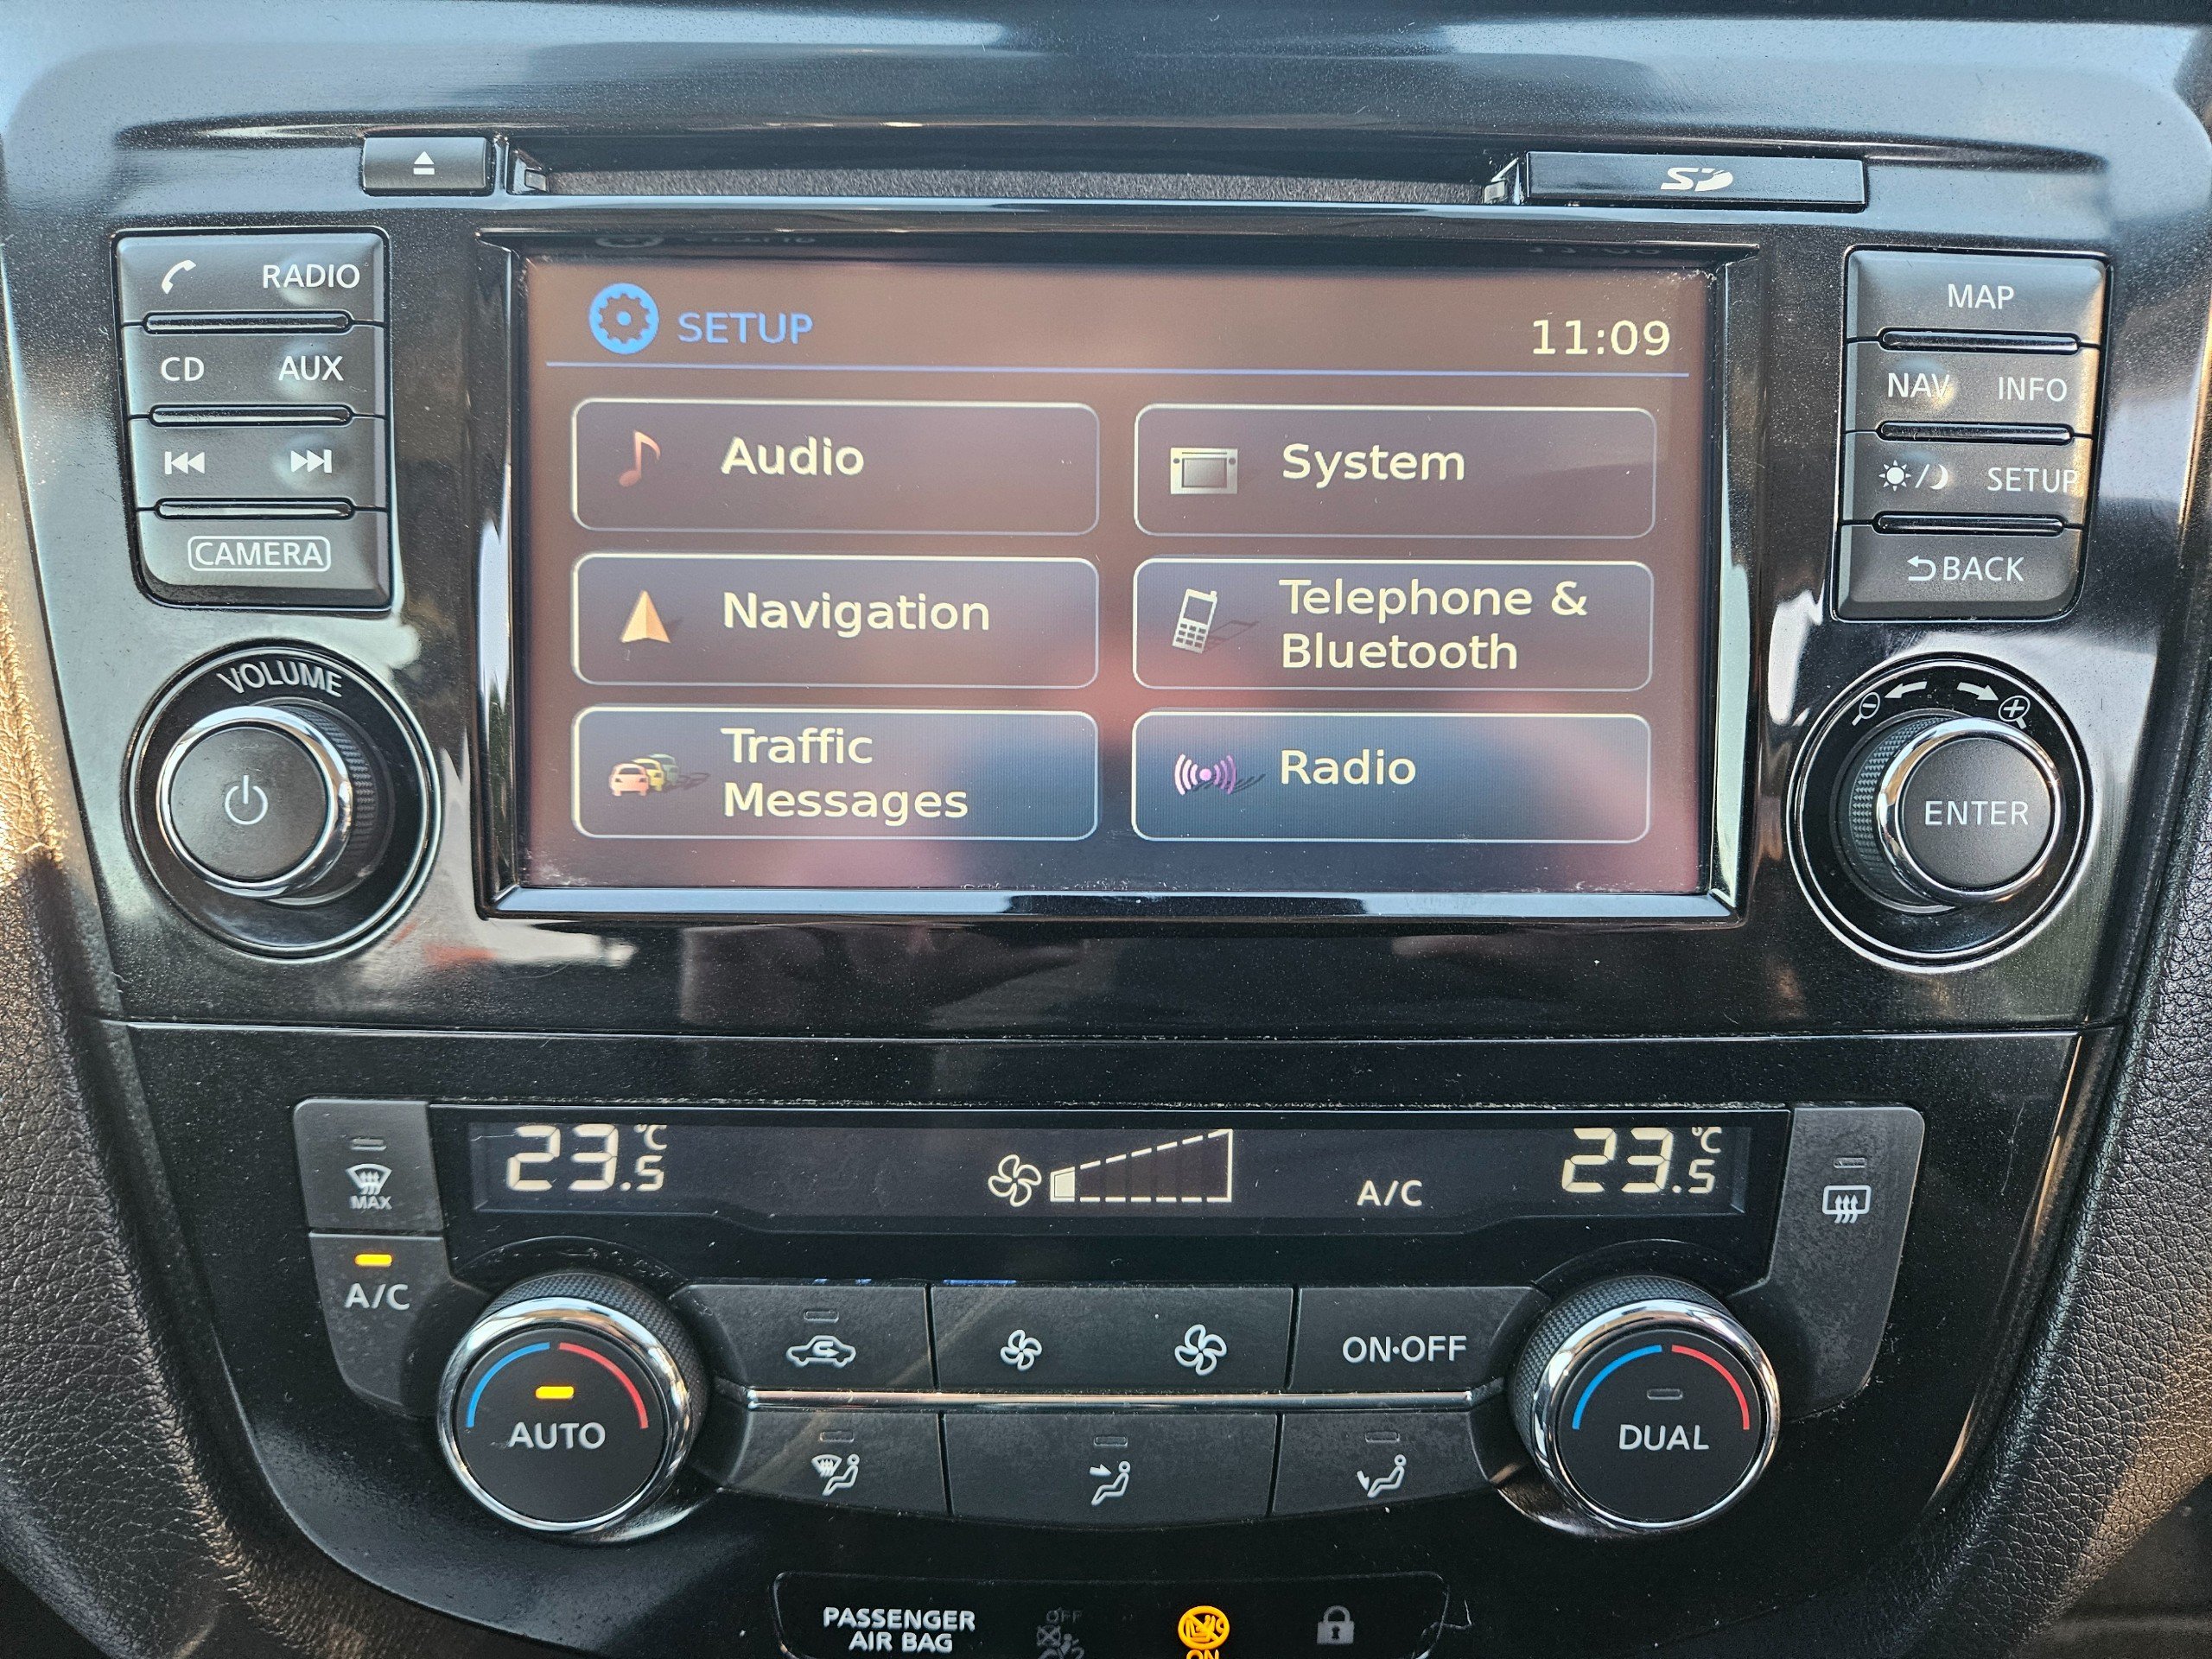 SD
RADIO
CD AUX
CAMERA
VOLUME
SETUP
11:09
Audio
System
Navigation
Telephone &
Bluetooth
Traffic
Messages
Radio
MAP
NAV INFO
SETUP
BACK
ENTER
23.5 °C
A/C
23.5 °C
MAX
A/C
AUTO
ON·OFF
DUAL
PASSENGER
AIR BAG
OFF
ON